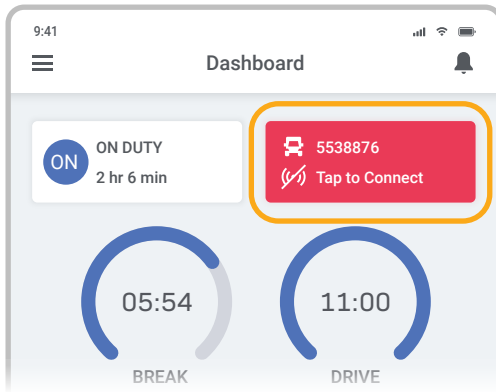 9:41
Dashboard
ON
ON DUTY
2 hr 6 min
5538876
Tap to Connect
05:54
BREAK
11:00
DRIVE